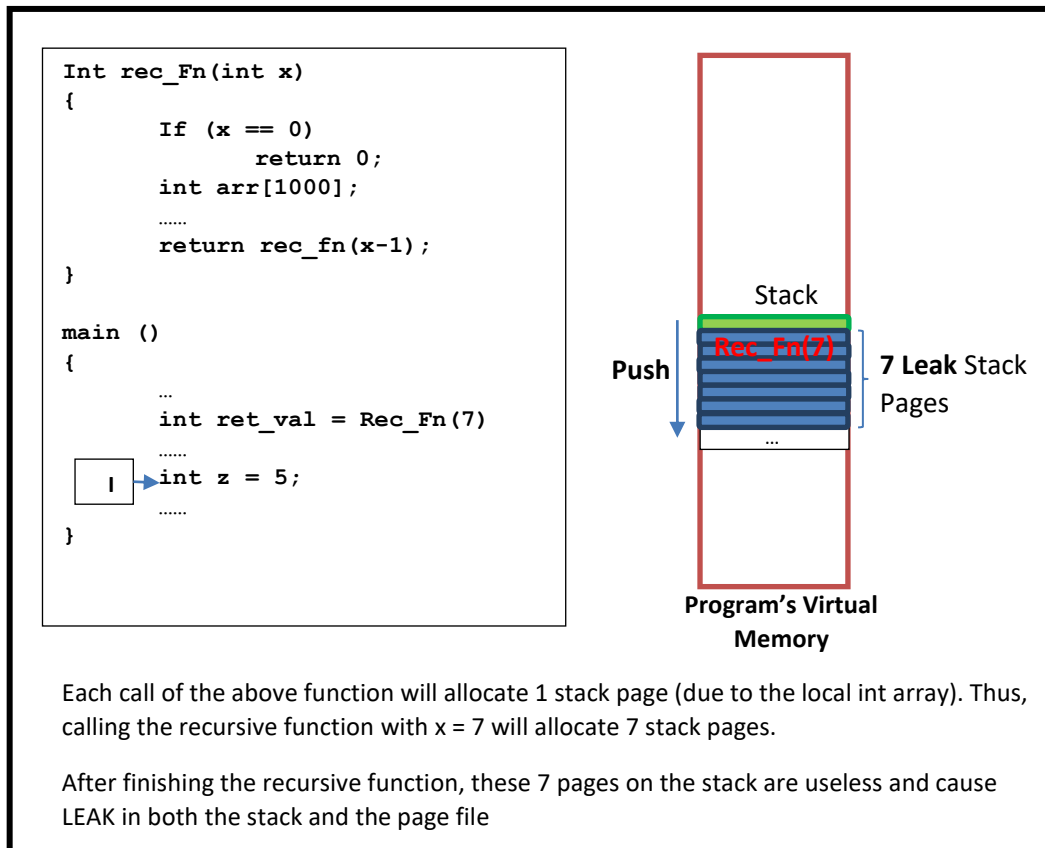 Int rec_Fn(int x)
{
If (x == 0)
return 0;
int arr[1000];
……
return rec_fn(x-1);
}
main ()
{
…
int ret_val = Rec_Fn(7)
……
I
int z = 5;
……
}
Stack
Rec_Fn(7)
Push
7 Leak Stack
Pages
…
Program’s Virtual
Memory
Each call of the above function will allocate 1 stack page (due to the local int array). Thus,
calling the recursive function with x = 7 will allocate 7 stack pages.
After finishing the recursive function, these 7 pages on the stack are useless and cause
LEAK in both the stack and the page file